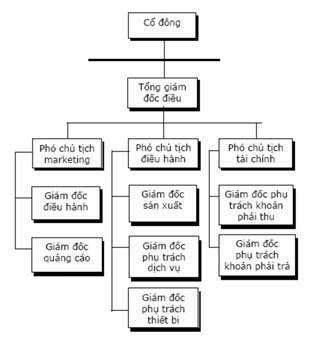 Cổ đông
Tổng giám
đốc điều
Phó chủ tịch
marketing
Phó chủ tịch
điều hành
Phó chủ tịch
tài chính
Giám đốc
điều hành
Giám đốc
sản xuất
Giám đốc phụ
trách khoản
phải thu
Giám đốc
quảng cáo
Giám đốc
phụ trách
dịch vụ
Giám đốc
phụ trách
khoản phải trả
Giám đốc
phụ trách
thiết bi